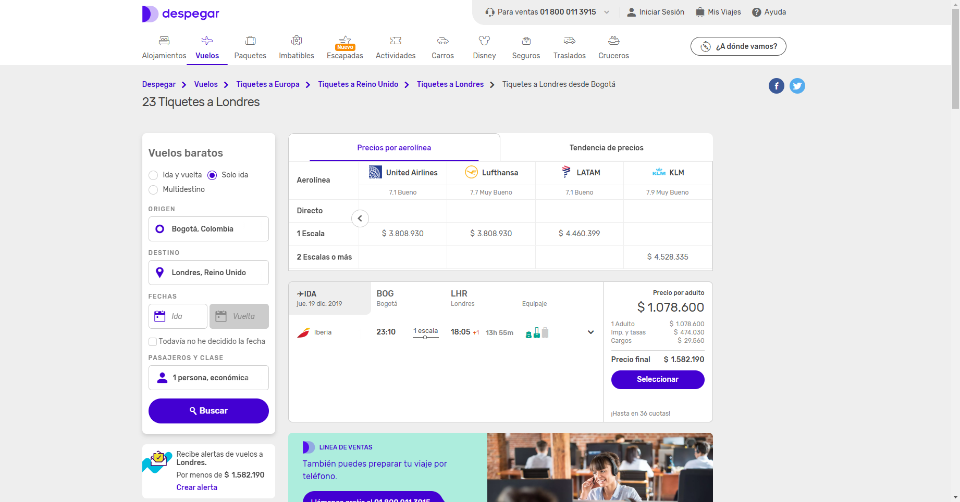 despegar
Para ventas 01 800 011 3915
Iniciar Sesión
Mis Viajes
Ayuda
Nuevo
Alojamientos
Vuelos
Paquetes
Imbatibles
Escapadas
Actividades
Carros
Disney
Seguros
Traslados
Cruceros
¿A dónde vamos?
Despegar > Vuelos > Tiquetes a Europa > Tiquetes a Reino Unido > Tiquetes a Londres > Tiquetes a Londres desde Bogotá
23 Tiquetes a Londres
Vuelos baratos
Ida y vuelta
Solo ida
Multidestino
ORIGEN
Bogotá, Colombia
DESTINO
Londres, Reino Unido
FECHAS
Ida
Vuelta
Todavía no he decidido la fecha
PASAJEROS Y CLASE
1 persona, económica
Buscar
Recibe alertas de vuelos a
Londres.
Por menos de $ 1.582.190
Crear alerta
Precios por aerolínea
Tendencia de precios
Aerolínea
United Airlines
Lufthansa
LATAM
KLM
7.1 Bueno
7.7 Muy Bueno
7.1 Bueno
7.9 Muy Bueno
Directo
1 Escala
$ 3.808.930
$ 3.808.930
$ 4.460.399
2 Escalas o más
$ 4.528.335
IDA
jue. 19 dic. 2019
BOG
Bogotá
LHR
Londres
Equipaje
Iberia
23:10
1 escala
18:05 +1
13h 55m
Precio por adulto
$ 1.078.600
1 Adulto $ 1.078.600
Imp. y tasas $ 474.030
Cargos $ 29.560
Precio final $ 1.582.190
Seleccionar
¡Hasta en 36 cuotas!
LINEA DE VENTAS
También puedes preparar tu viaje por
teléfono.
Llámanos gratis al 01 800 011 3915